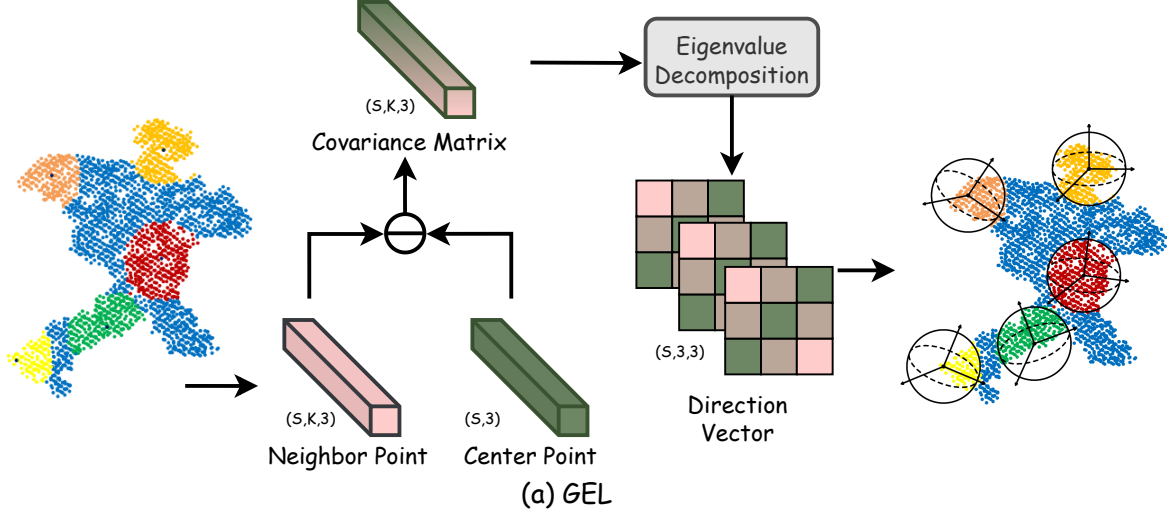 Eigenvalue
Decomposition
(S,K,3)
Covariance Matrix
(S,K,3)
Neighbor Point
(S,3)
Center Point
(S,3,3)
Direction
Vector
(a) GEL